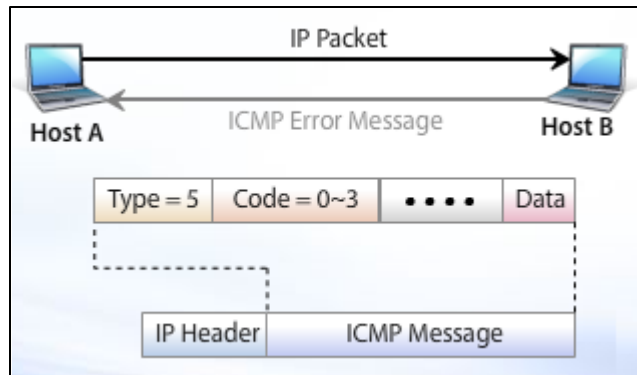 IP Packet
ICMP Error Message
Host A
Host B
Type = 5 Code = 0~3 •••• Data
IP Header ICMP Message